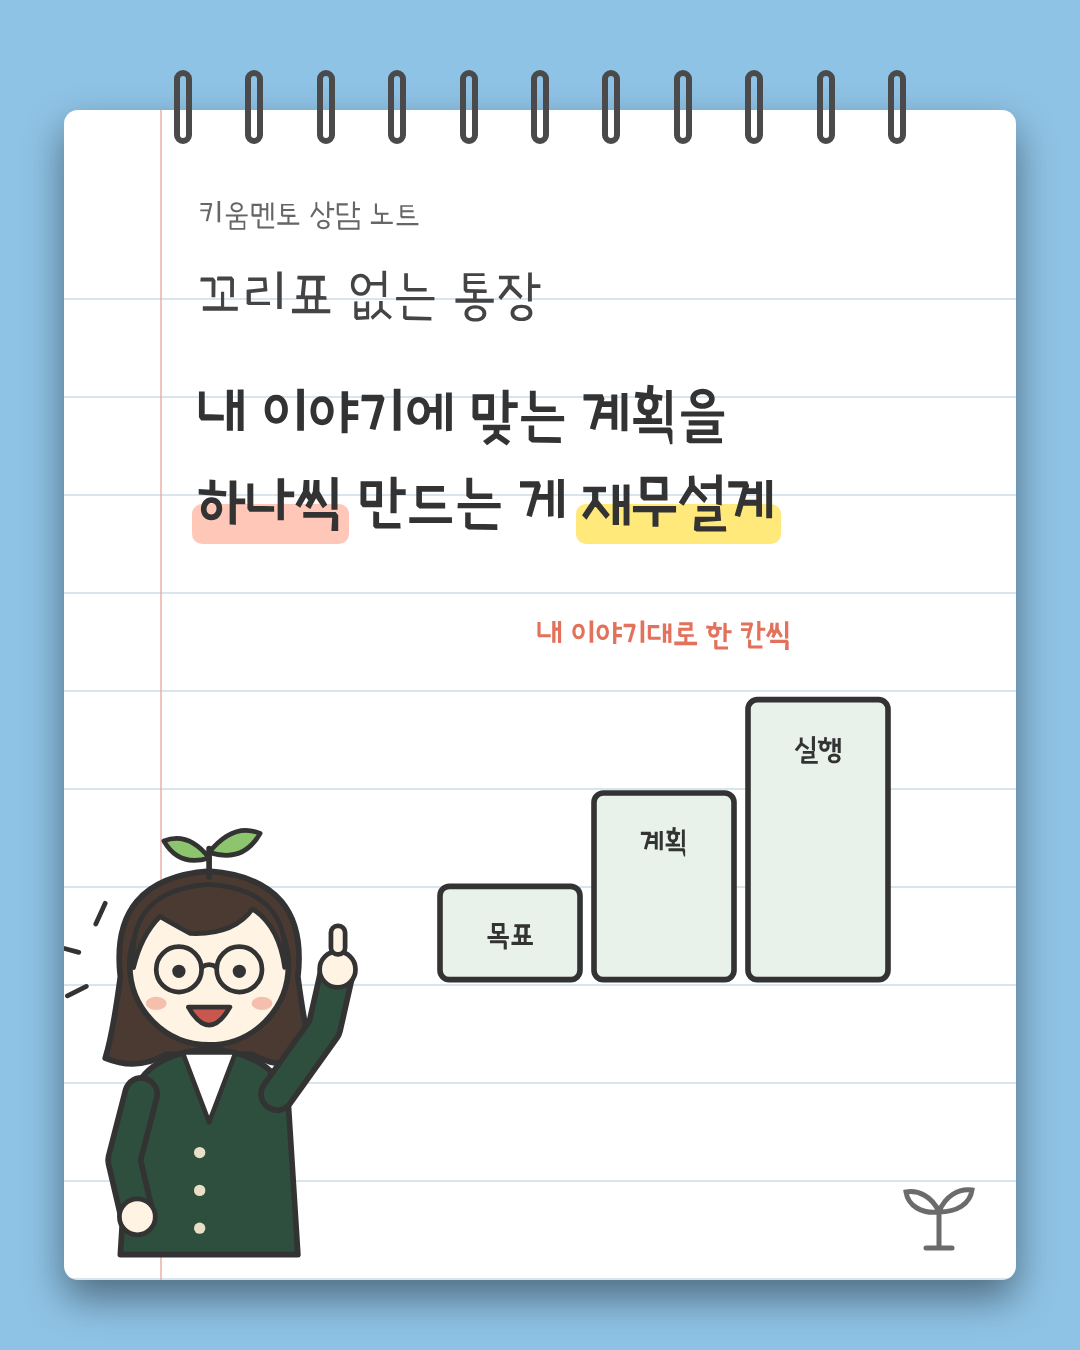 키움멘토 상담 노트
꼬리표 없는 통장
내 이야기에 맞는 계획을
하나씩 만드는 게 재무설계
내 이야기대로 한 칸씩
실행
계획
목표